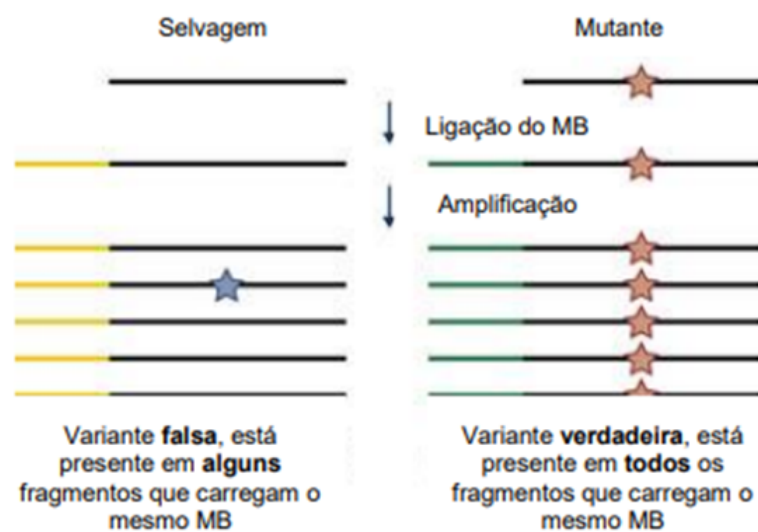 Selvagem
Mutante
Ligação do MB
Amplificação
Variante falsa, está
presente em alguns
fragmentos que carregam o
mesmo MB
Variante verdadeira, está
presente em todos os
fragmentos que carregam o
mesmo MB